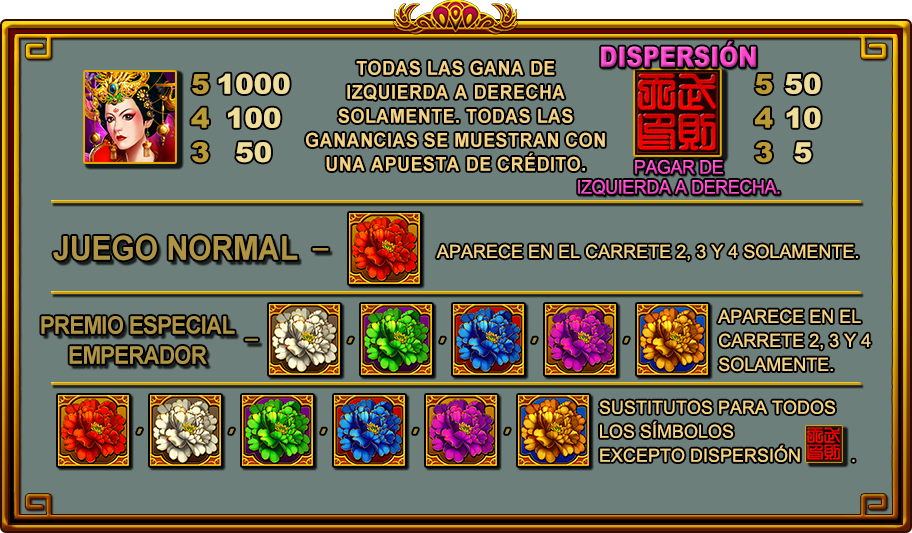 5 1000
4 100
3 50
TODAS LAS GANA DE
IZQUIERDA A DERECHA
SOLAMENTE. TODAS LAS
GANANCIAS SE MUESTRAN CON
UNA APUESTA DE CRÉDITO.
DISPERSIÓN
5 50
4 10
3 5
PAGAR DE
IZQUIERDA A DERECHA.
JUEGO NORMAL –
APARECE EN EL CARRETE 2, 3 Y 4 SOLAMENTE.
PREMIO ESPECIAL –
EMPERADOR
APARECE EN EL
CARRETE 2, 3 Y 4
SOLAMENTE.
SUSTITUTOS PARA TODOS
LOS SÍMBOLOS
EXCEPTO DISPERSIÓN .